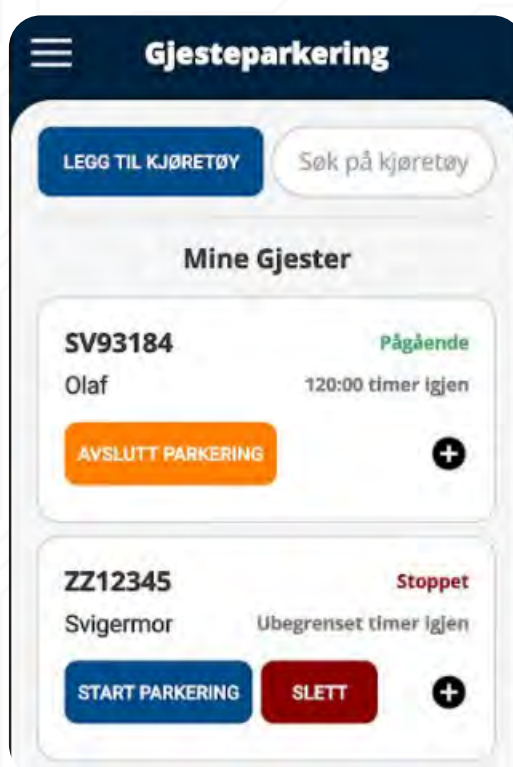 Gjesteparkering
LEGG TIL KJØRETØY
Søk på kjøretøy
Mine Gjester
SV93184
Pågående
Olaf
120:00 timer igjen
AVSLUTT PARKERING
ZZ12345
Stoppet
Svigermor
Ubegrenset timer igjen
START PARKERING
SLETT